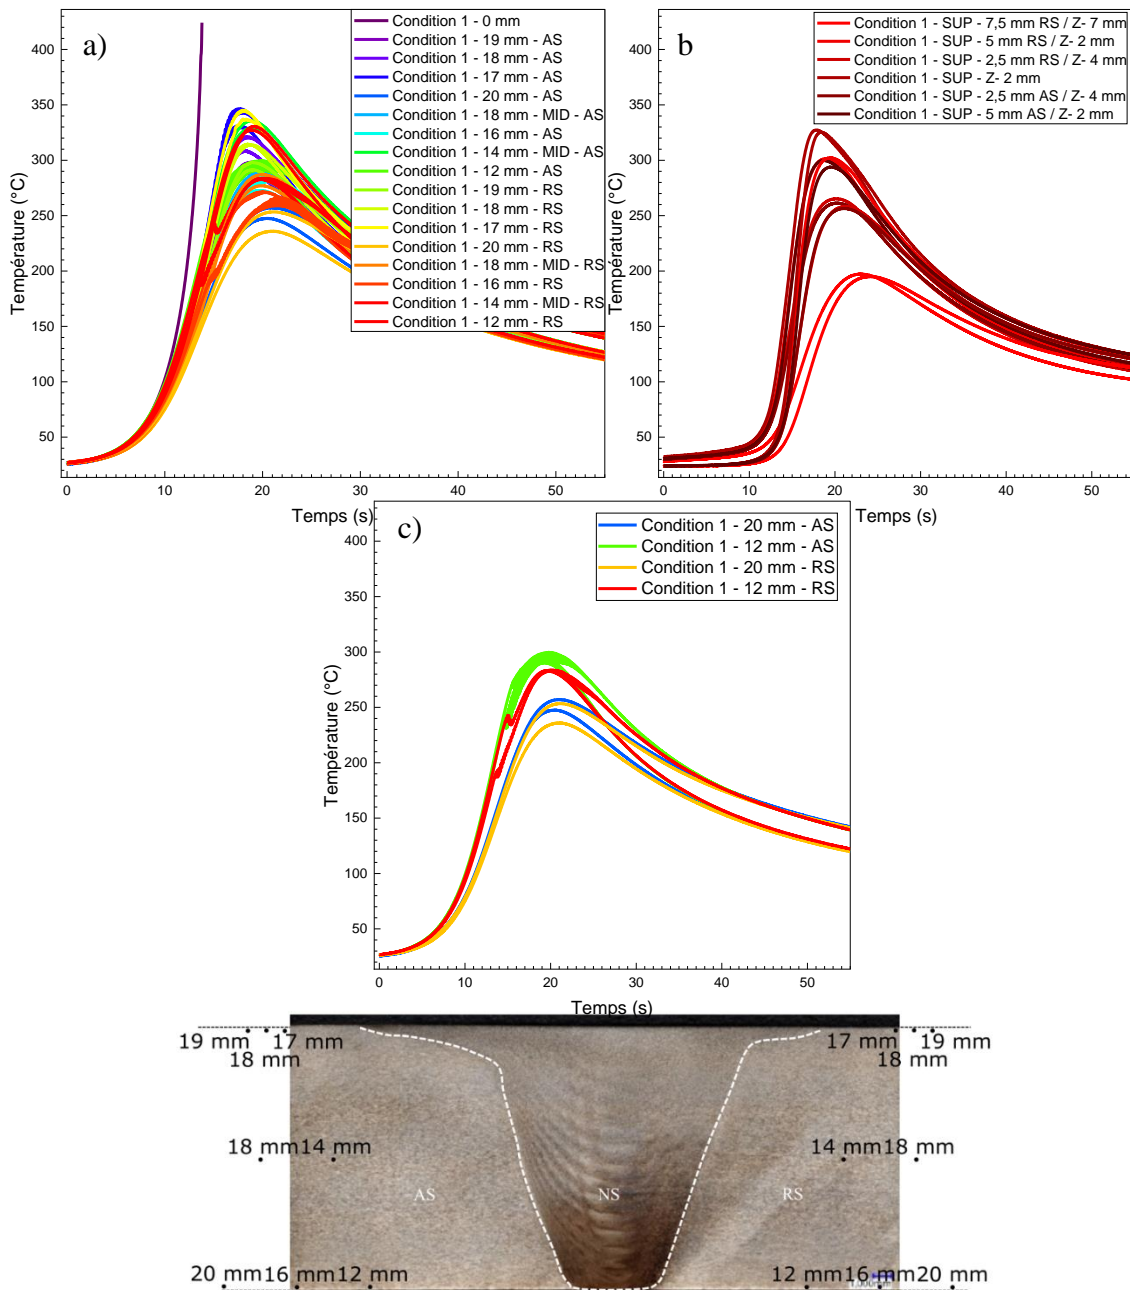 a)
Condition 1 - 0 mm
Condition 1 - 19 mm - AS
Condition 1 - 18 mm - AS
Condition 1 - 17 mm - AS
Condition 1 - 20 mm - AS
Condition 1 - 18 mm - MID - AS
Condition 1 - 16 mm - AS
Condition 1 - 14 mm - MID - AS
Condition 1 - 12 mm - AS
Condition 1 - 19 mm - RS
Condition 1 - 18 mm - RS
Condition 1 - 17 mm - RS
Condition 1 - 20 mm - RS
Condition 1 - 18 mm - MID - RS
Condition 1 - 16 mm - RS
Condition 1 - 14 mm - MID - RS
Condition 1 - 12 mm - RS
Température (°C)
400
350
300
250
200
150
100
50
0 10 20 30 40 50
Temps (s)
b)
Condition 1 - SUP - 7,5 mm RS / Z- 7 mm
Condition 1 - SUP - 5 mm RS / Z- 2 mm
Condition 1 - SUP - 2,5 mm RS / Z- 4 mm
Condition 1 - SUP - Z- 2 mm
Condition 1 - SUP - 2,5 mm AS / Z- 4 mm
Condition 1 - SUP - 5 mm AS / Z- 2 mm
Température (°C)
400
350
300
250
200
150
100
50
0 10 20 30 40 50
Temps (s)
c)
Condition 1 - 20 mm - AS
Condition 1 - 12 mm - AS
Condition 1 - 20 mm - RS
Condition 1 - 12 mm - RS
Température (°C)
400
350
300
250
200
150
100
50
0 10 20 30 40 50
Temps (s)
19 mm 17 mm 17 mm 19 mm
18 mm 18 mm
18 mm 14 mm 14 mm 18 mm
AS NS RS
20 mm 16 mm 12 mm 12 mm 16 mm 20 mm